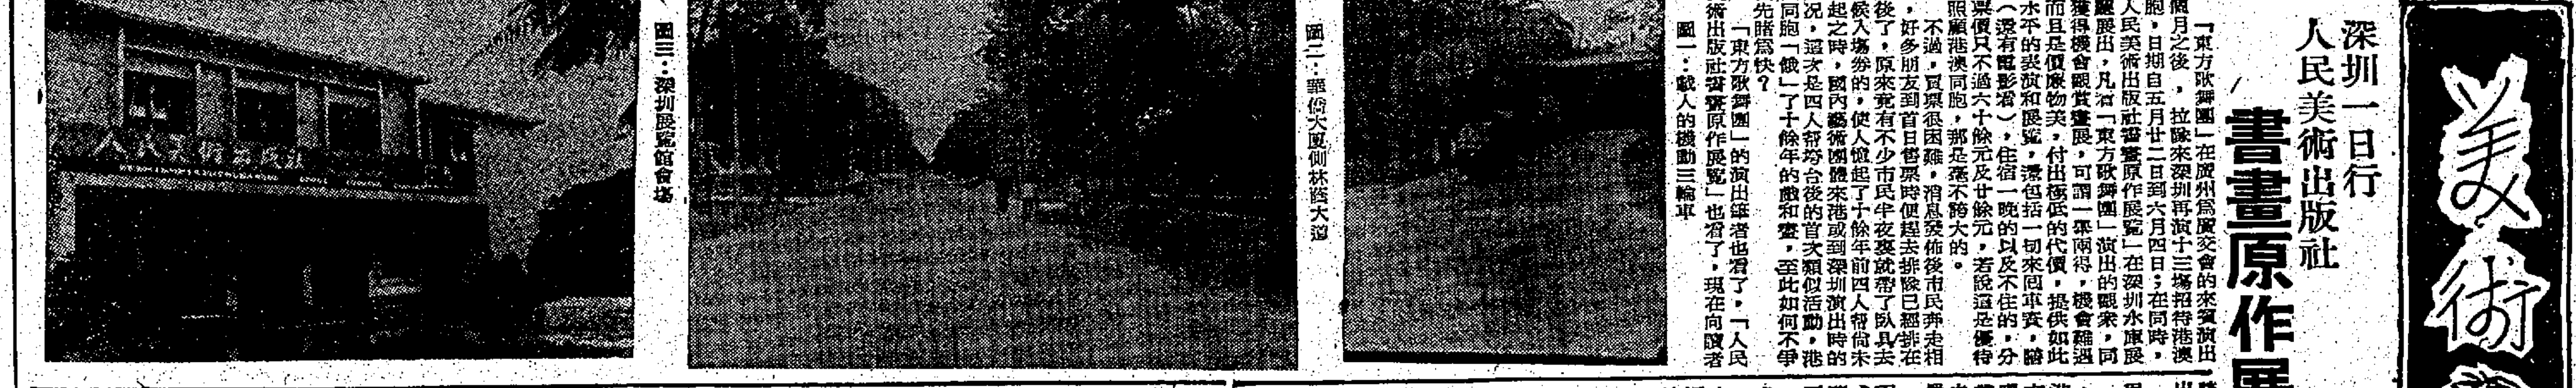 美術
深圳一日行
人民美術出版社
書畫原作展
「東方歌舞團」在廣州爲廣交會的來賓演出
個月之後，拉隊來深圳再演十三場招待港澳
胞，日期自五月廿二日到六月四日；在同時，
人民美術出版社書畫原作展覽」在深圳水庫展
廳展出，凡看「東方歌舞團」演出的觀衆，同
獲得機會觀賞畫展，可謂一舉兩得，機會難遇
而且是價廉物美，付出極低的代價，提供如此
水平的表演和展覽，還包括一切來囘車費，膳
（還有電影看），住宿一晚的以及不住的，分
票價只不過六十餘元及廿餘元，若說這是優待
照顧港澳同胞，那是毫不誇大的。
不過，買票很困難，消息發佈後市民奔走相
，好多朋友到首日售票時便趕去排隊已經排在
後了，原來竟有不少市民半夜裏就帶了臥具去
候入場券的，使人憶起了十餘年前四人幫尙未
起之時，國內藝術團體來港或到深圳演出時的
况，這次是四人幫垮台後的首次類似活動，港
同胞「餓」了十餘年的戲和畫，至此如何不爭
先睹爲快？
「東方歌舞團」的演出筆者也看了，「人民
術出版社書畫原作展覽」也看了，現在向讀者
圖一：載人的機動三輪車
圖二：華僑大廈側林蔭大道
圖三：深圳展覽館會場